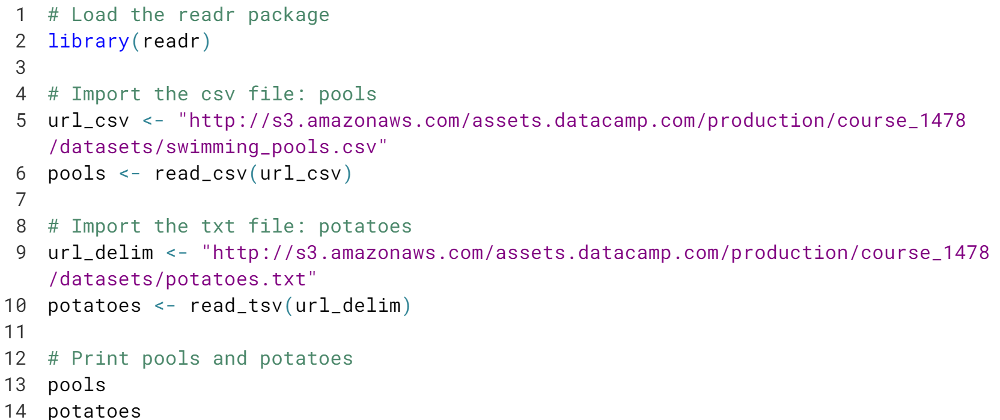 1 # Load the readr package
2 library(readr)
3
4 # Import the csv file: pools
5 url_csv <- "http://s3.amazonaws.com/assets.datacamp.com/production/course_1478
/datasets/swimming_pools.csv"
6 pools <- read_csv(url_csv)
7
8 # Import the txt file: potatoes
9 url_delim <- "http://s3.amazonaws.com/assets.datacamp.com/production/course_1478
/datasets/potatoes.txt"
10 potatoes <- read_tsv(url_delim)
11
12 # Print pools and potatoes
13 pools
14 potatoes